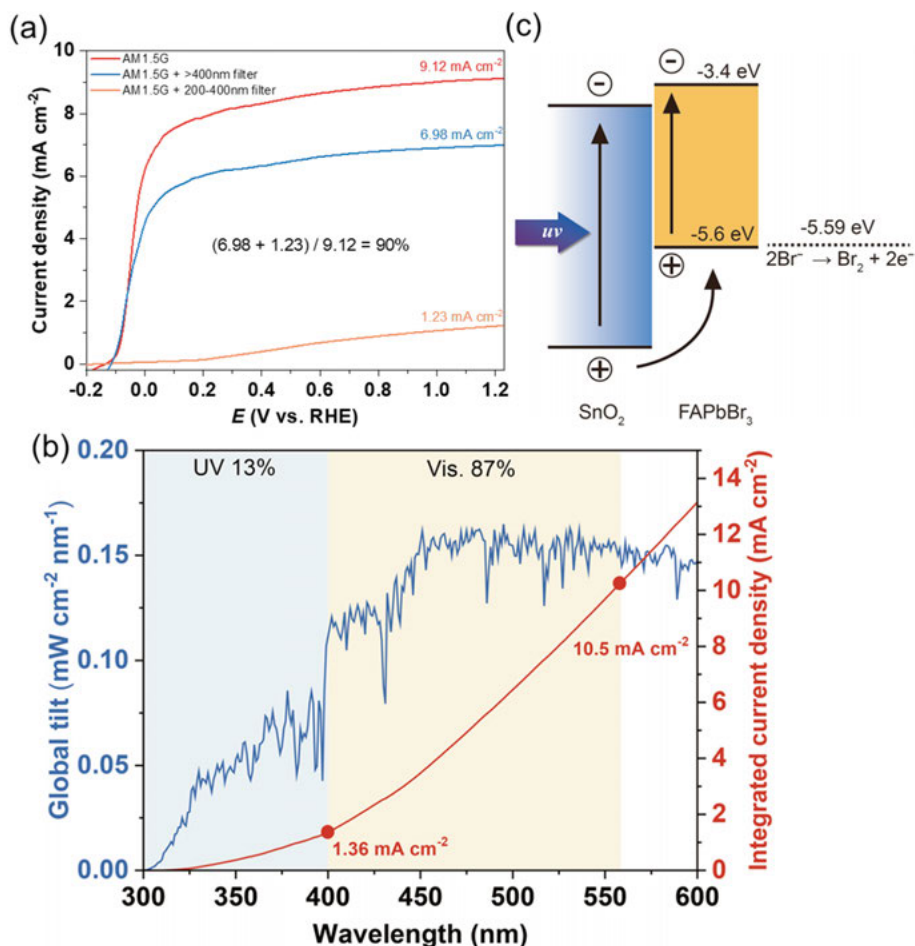 (a)
10
8
6
4
2
0
Current density (mA cm⁻²)
AM1.5G
AM1.5G + >400nm filter
AM1.5G + 200-400nm filter
9.12 mA cm⁻²
6.98 mA cm⁻²
(6.98 + 1.23) / 9.12 = 90%
1.23 mA cm⁻²
-0.2 0.0 0.2 0.4 0.6 0.8 1.0 1.2
E (V vs. RHE)
(c)
-3.4 eV
uv
-5.6 eV
-5.59 eV
2Br⁻ → Br₂ + 2e⁻
SnO₂
FAPbBr₃
(b)
0.20
0.15
0.10
0.05
0.00
Global tilt (mW cm⁻² nm⁻¹)
UV 13%
Vis. 87%
10.5 mA cm⁻²
1.36 mA cm⁻²
14
12
10
8
6
4
2
0
Integrated current density (mA cm⁻²)
300 350 400 450 500 550 600
Wavelength (nm)